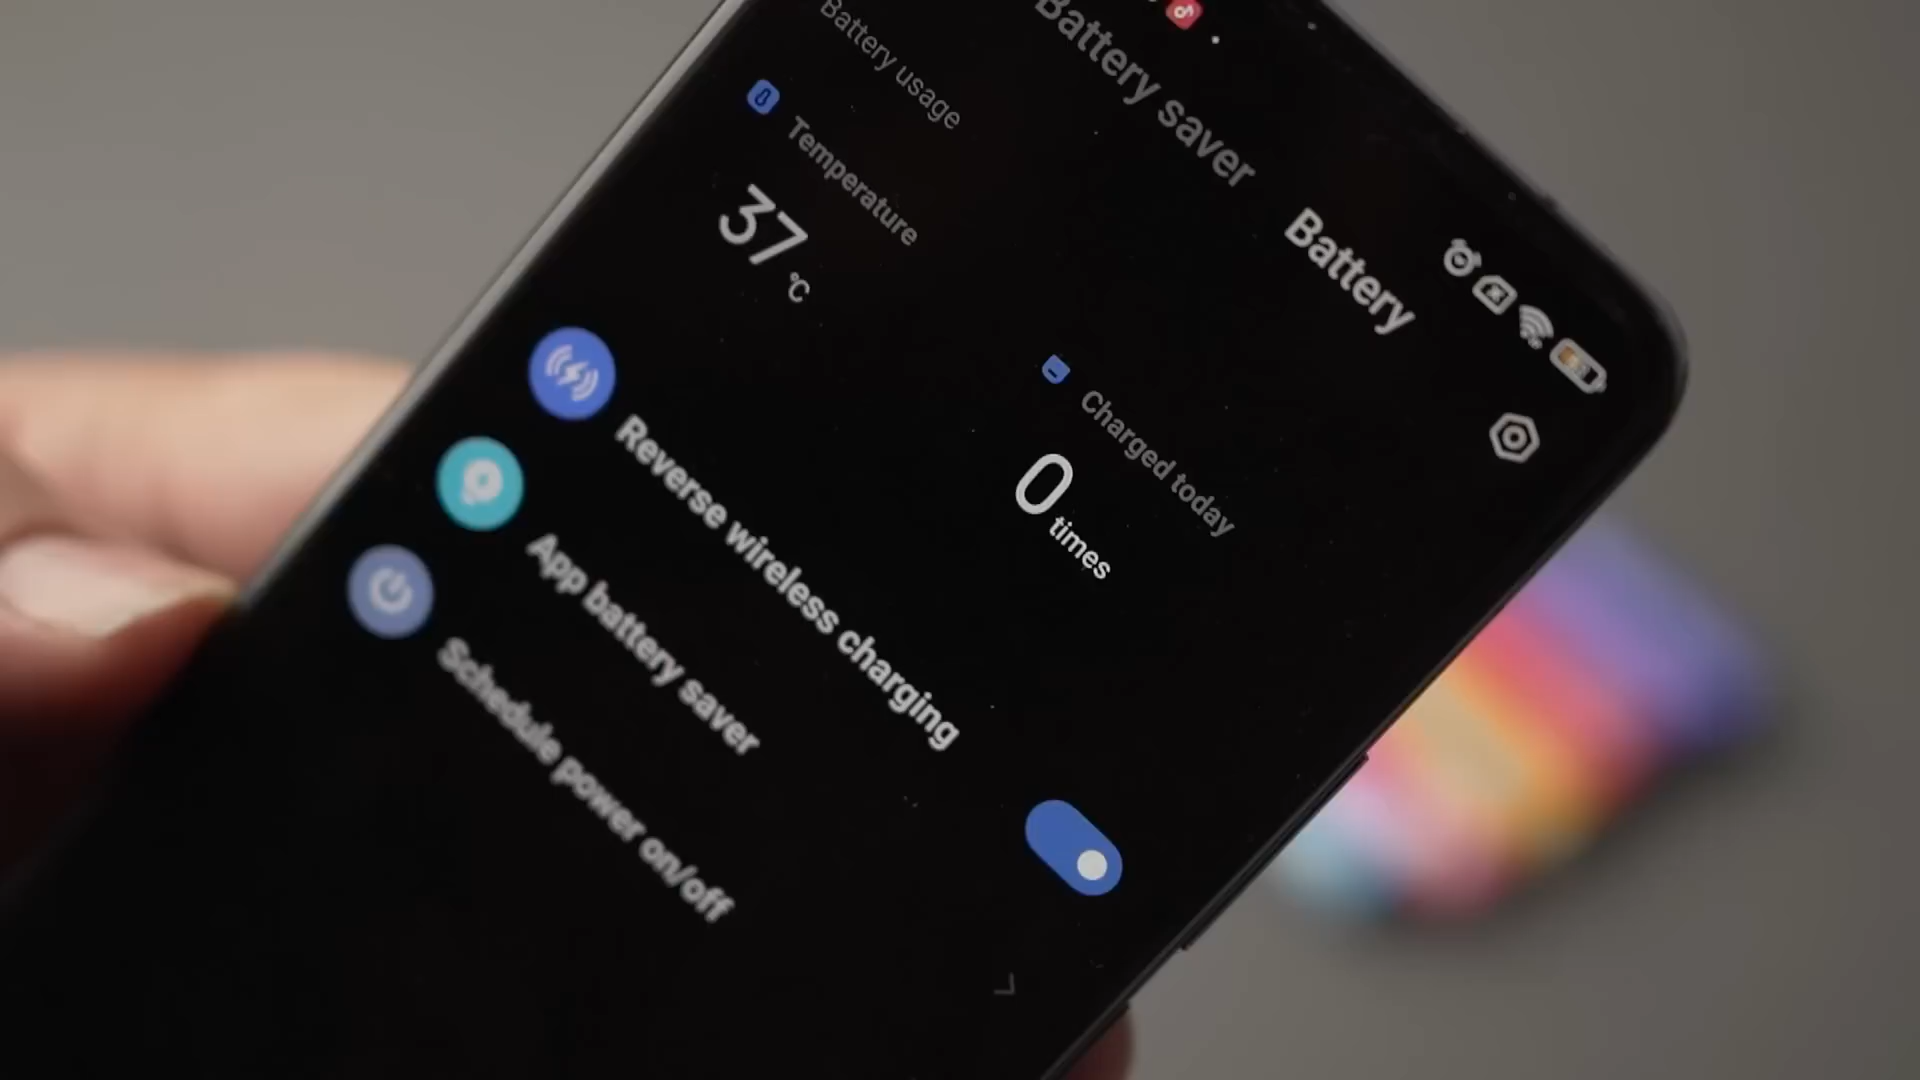 Battery
Battery saver
Battery usage
Temperature
37 °C
Charged today
0 times
Reverse wireless charging
App battery saver
Schedule power on/off